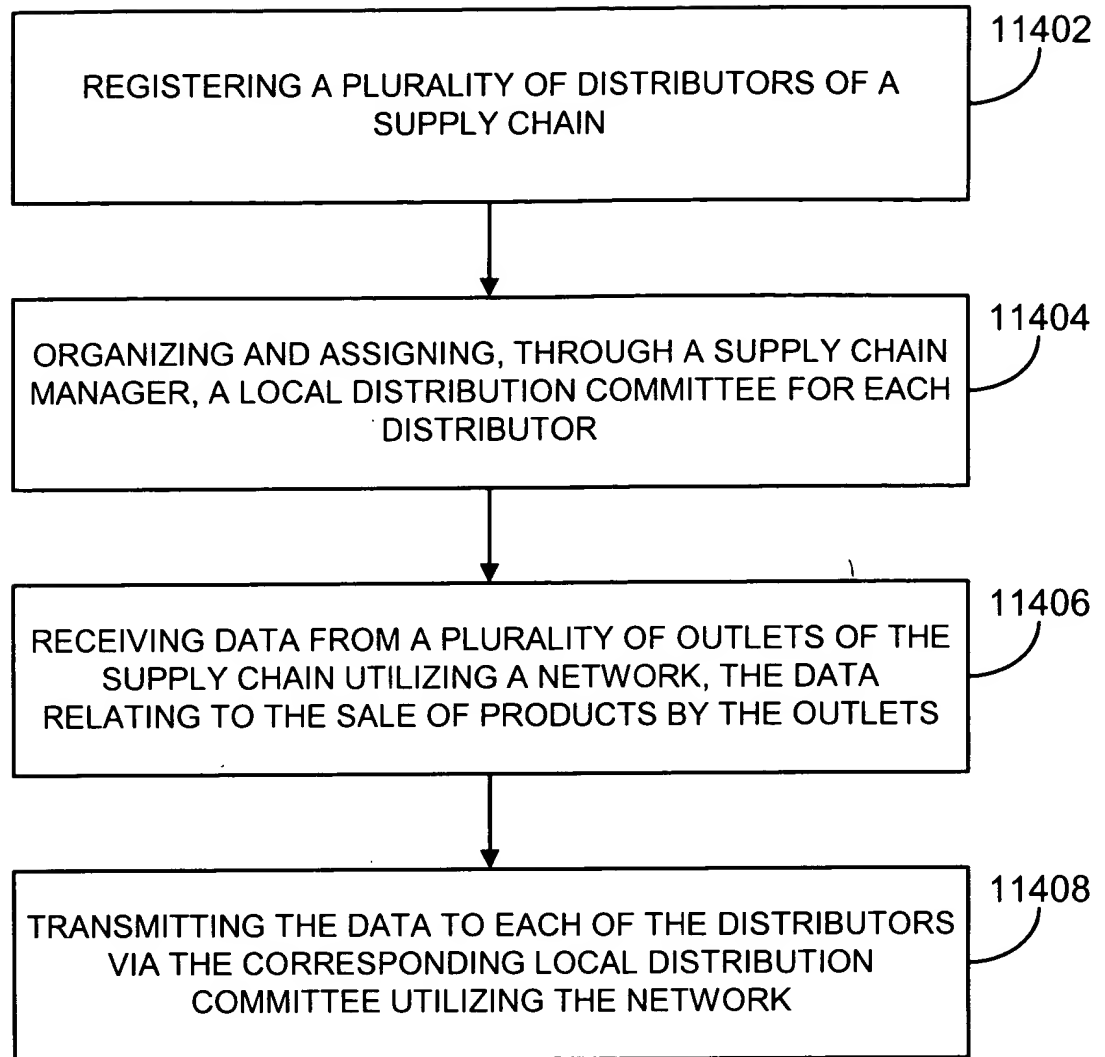 11402
REGISTERING A PLURALITY OF DISTRIBUTORS OF A
SUPPLY CHAIN
11404
ORGANIZING AND ASSIGNING, THROUGH A SUPPLY CHAIN
MANAGER, A LOCAL DISTRIBUTION COMMITTEE FOR EACH
DISTRIBUTOR
11406
RECEIVING DATA FROM A PLURALITY OF OUTLETS OF THE
SUPPLY CHAIN UTILIZING A NETWORK, THE DATA
RELATING TO THE SALE OF PRODUCTS BY THE OUTLETS
11408
TRANSMITTING THE DATA TO EACH OF THE DISTRIBUTORS
VIA THE CORRESPONDING LOCAL DISTRIBUTION
COMMITTEE UTILIZING THE NETWORK